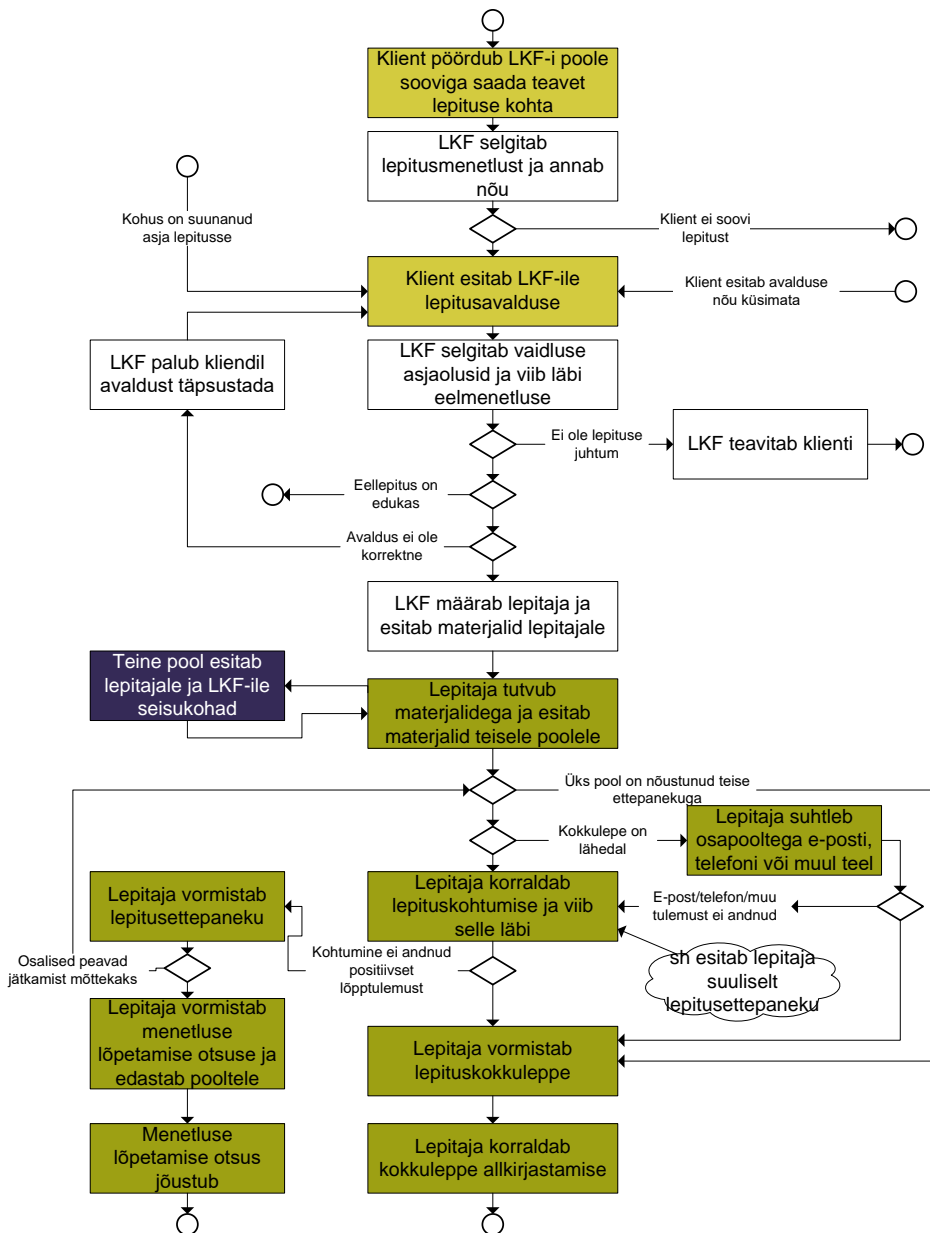 Klient pöördub LKF-i poole
sooviga saada teavet
lepituse kohta
LKF selgitab
lepitusmenetlust ja annab
nõu
Kohus on suunanud
asja lepitusse
Klient ei soovi
lepitust
Klient esitab LKF-ile
lepitusavalduse
Klient esitab avalduse
nõu küsimata
LKF palub kliendil
avaldust täpsustada
LKF selgitab vaidluse
asjaolusid ja viib läbi
eelmenetluse
Ei ole lepituse
juhtum
LKF teavitab klienti
Eellepitus on
edukas
Avaldus ei ole
korrektne
LKF määrab lepitaja ja
esitab materjalid lepitajale
Teine pool esitab
lepitajale ja LKF-ile
seisukohad
Lepitaja tutvub
materjalidega ja esitab
materjalid teisele poolele
Üks pool on nõustunud teise
ettepanekuga
Kokkulepe on
lähedal
Lepitaja suhtleb
osapooltega e-posti,
telefoni või muul teel
Lepitaja vormistab
lepitusettepaneku
Lepitaja korraldab
lepituskohtumise ja viib
selle läbi
E-post/telefon/muu
tulemust ei andnud
Osalised peavad
jätkamist mõttekaks
Kohtumine ei andnud
positiivset
lõpptulemust
sh esitab lepitaja
suuliselt
lepitusettepaneku
Lepitaja vormistab
menetluse
lõpetamise otsuse ja
edastab pooltele
Lepitaja vormistab
lepituskokkuleppe
Menetluse
lõpetamise otsus
jõustub
Lepitaja korraldab
kokkuleppe allkirjastamise